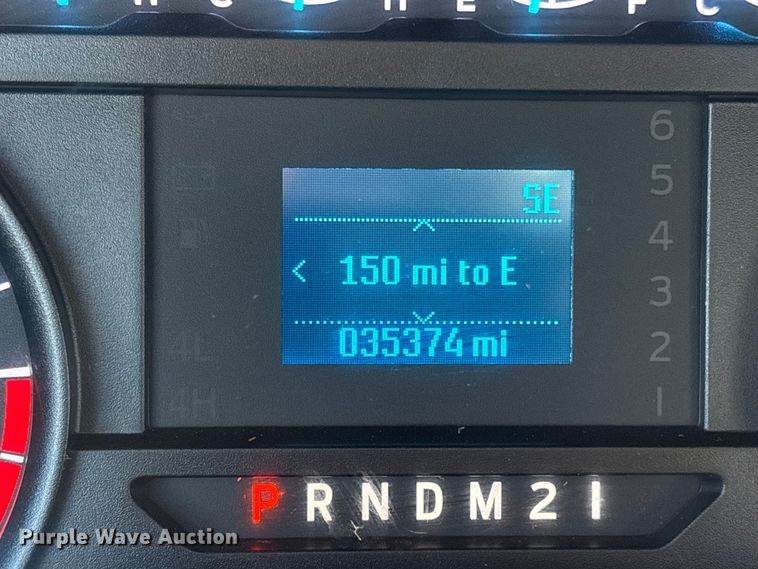 H C H E F C
SE
< 150 mi to E
035374 mi
6
5
4
3
2
1
4L
4H
P R N D M 2 1
Purple Wave Auction